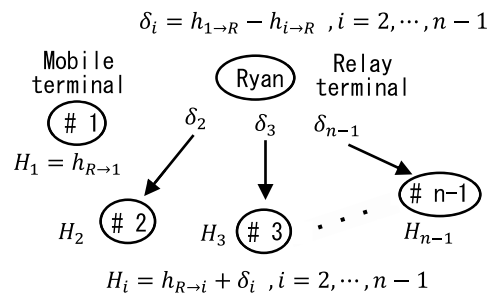 δ_i = h_{1→R} − h_{i→R} , i = 2, ⋯, n − 1
Mobile terminal
Ryan
Relay terminal
# 1
δ_2
δ_3
δ_{n−1}
H_1 = h_{R→1}
H_2
# 2
H_3
# 3
· · ·
# n-1
H_{n−1}
H_i = h_{R→i} + δ_i , i = 2, ⋯, n − 1